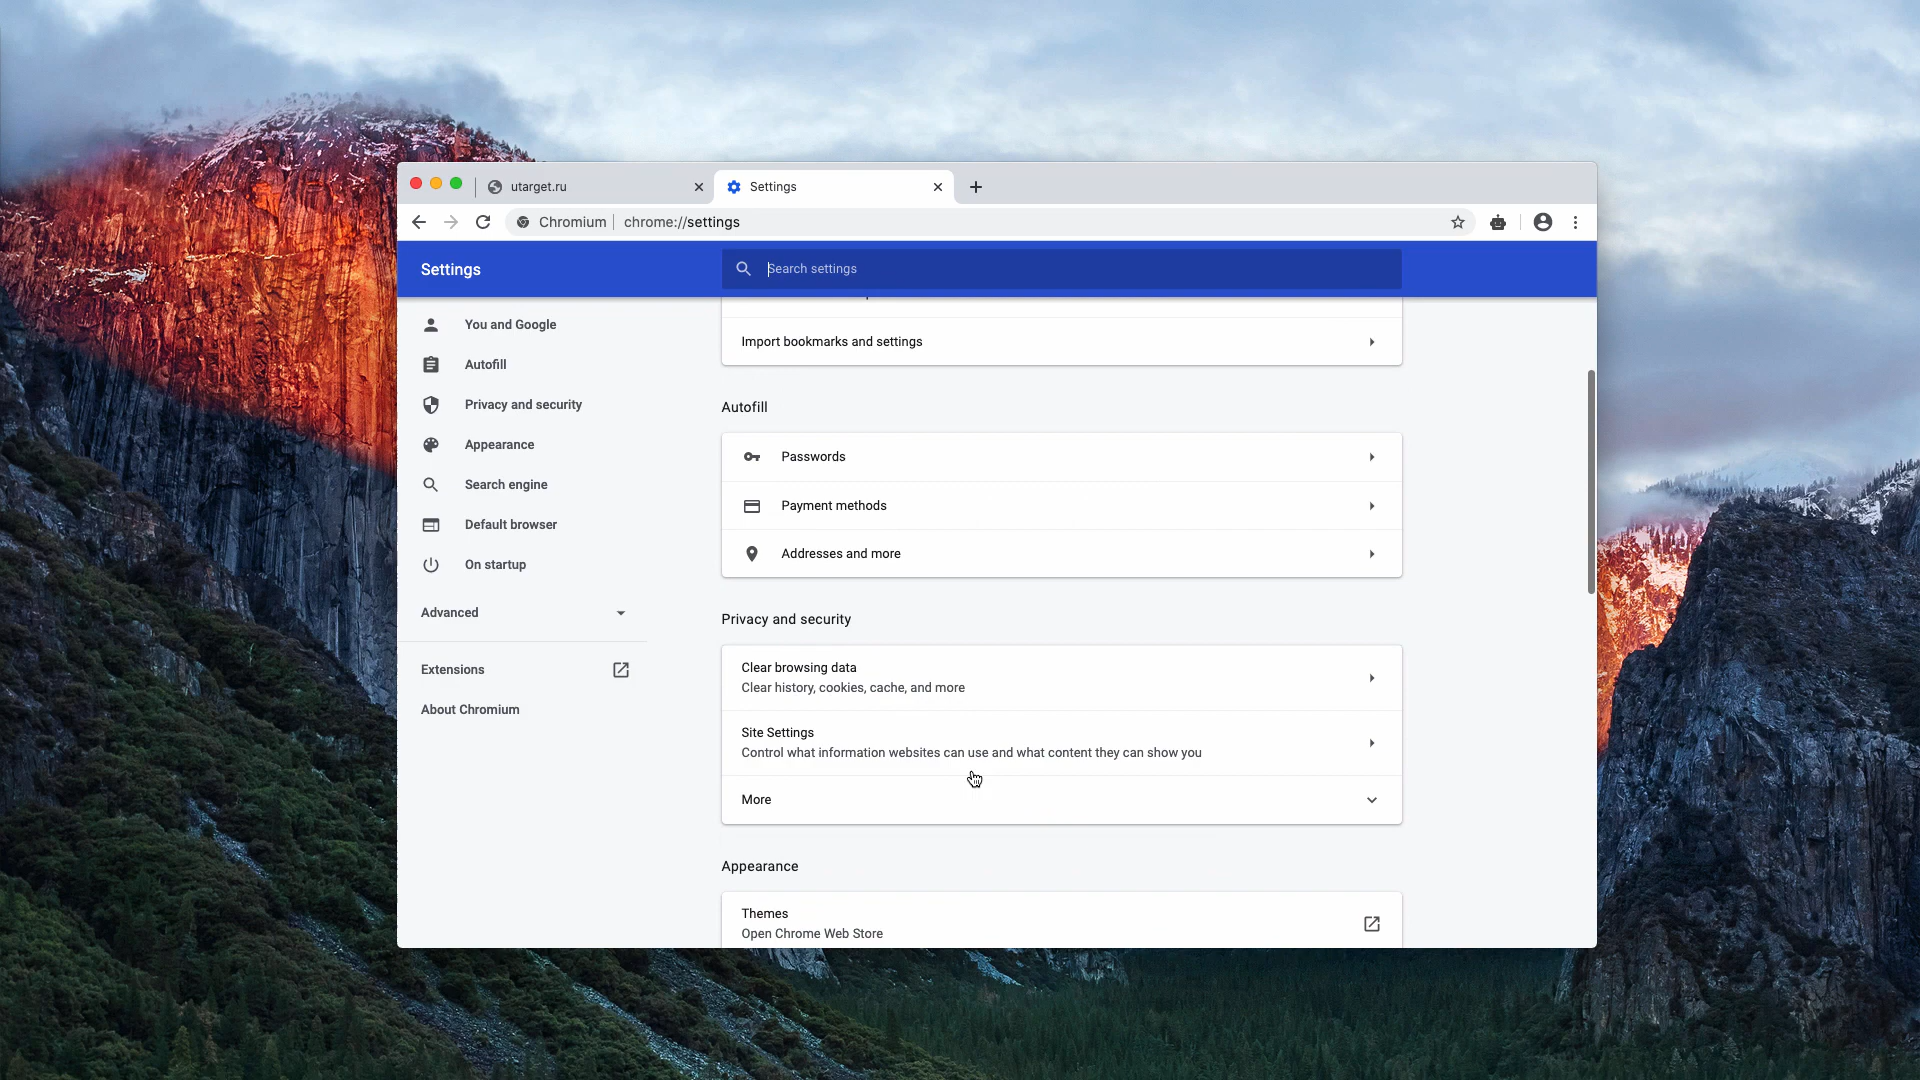 utarget.ru
Settings
Chromium
chrome://settings
Settings
Search settings
You and Google
Autofill
Privacy and security
Appearance
Search engine
Default browser
On startup
Advanced
Extensions
About Chromium
Import bookmarks and settings
Autofill
Passwords
Payment methods
Addresses and more
Privacy and security
Clear browsing data
Clear history, cookies, cache, and more
Site Settings
Control what information websites can use and what content they can show you
More
Appearance
Themes
Open Chrome Web Store